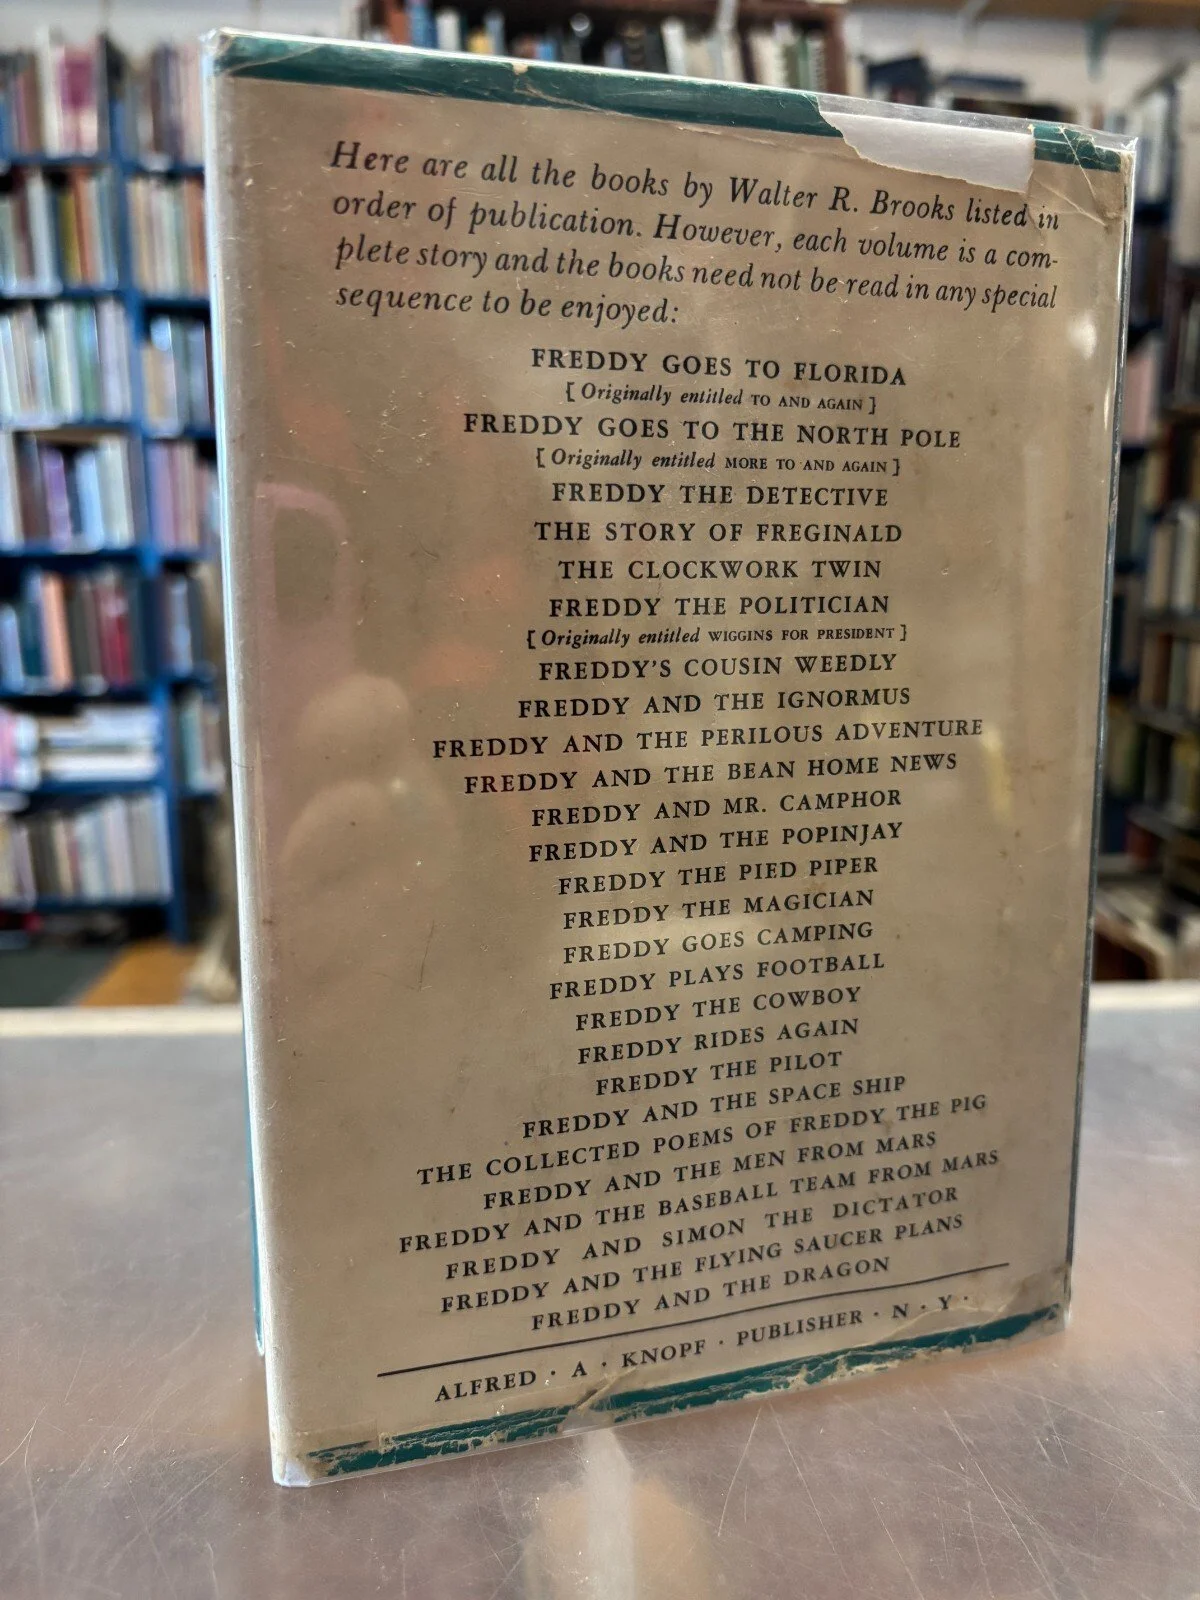 Here are all the books by Walter R. Brooks listed in
order of publication. However, each volume is a com-
plete story and the books need not be read in any special
sequence to be enjoyed:
FREDDY GOES TO FLORIDA
[Originally entitled TO AND AGAIN]
FREDDY GOES TO THE NORTH POLE
[Originally entitled MORE TO AND AGAIN]
FREDDY THE DETECTIVE
THE STORY OF FREGINALD
THE CLOCKWORK TWIN
FREDDY THE POLITICIAN
[Originally entitled WIGGINS FOR PRESIDENT]
FREDDY'S COUSIN WEEDLY
FREDDY AND THE IGNORMUS
FREDDY AND THE PERILOUS ADVENTURE
FREDDY AND THE BEAN HOME NEWS
FREDDY AND MR. CAMPHOR
FREDDY AND THE POPINJAY
FREDDY THE PIED PIPER
FREDDY THE MAGICIAN
FREDDY GOES CAMPING
FREDDY PLAYS FOOTBALL
FREDDY THE COWBOY
FREDDY RIDES AGAIN
FREDDY THE PILOT
FREDDY AND THE SPACE SHIP
THE COLLECTED POEMS OF FREDDY THE PIG
FREDDY AND THE MEN FROM MARS
FREDDY AND THE BASEBALL TEAM FROM MARS
FREDDY AND SIMON THE DICTATOR
FREDDY AND THE FLYING SAUCER PLANS
FREDDY AND THE DRAGON
ALFRED · A · KNOPF · PUBLISHER · N · Y ·